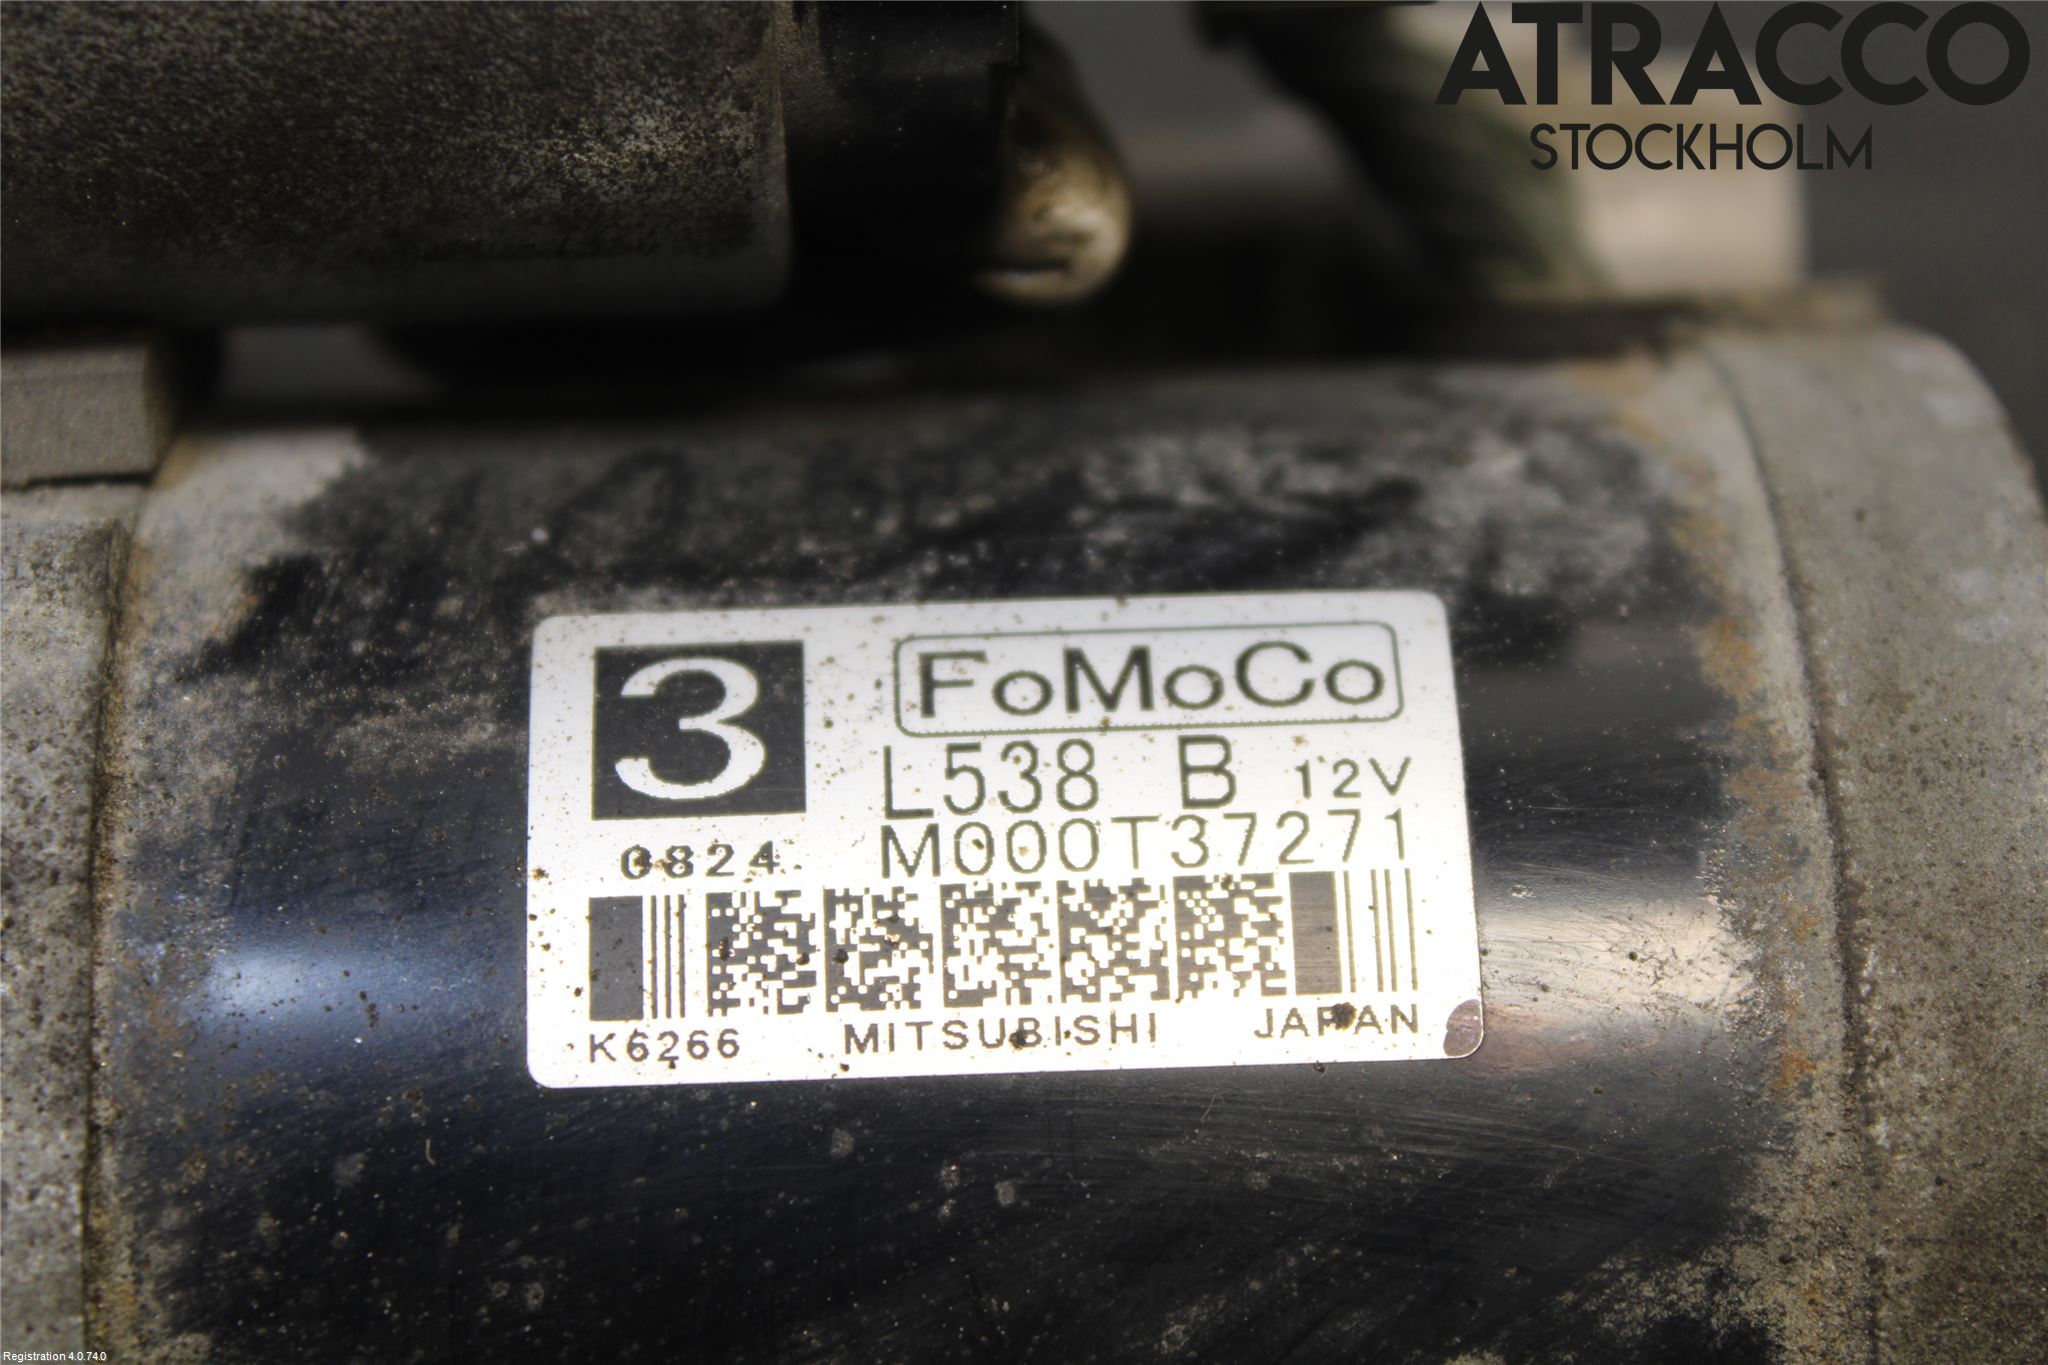 ATRACCO
STOCKHOLM
3
FoMoCo
L538 B 12V
0824
M000T37271
K6266 MITSUBISHI JAPAN
Registration 4.0.74.0